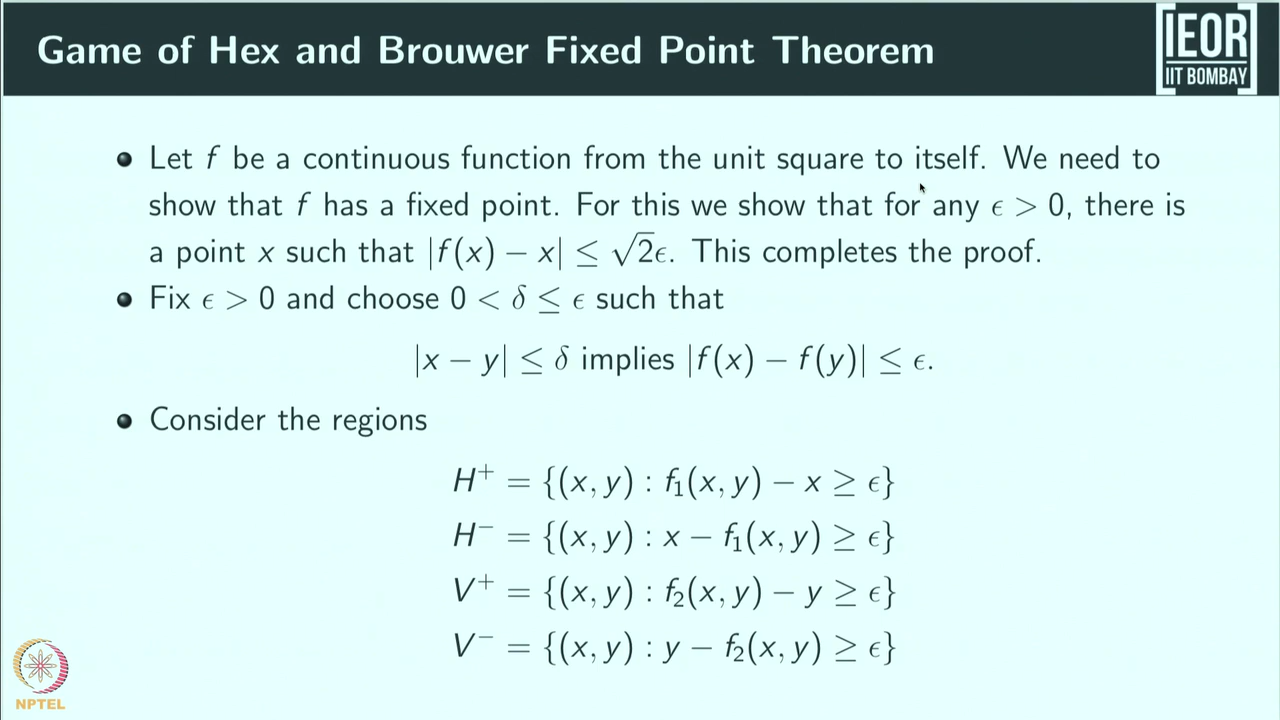 Game of Hex and Brouwer Fixed Point Theorem
IEOR
IIT BOMBAY
Let f be a continuous function from the unit square to itself. We need to
show that f has a fixed point. For this we show that for any ϵ > 0, there is
a point x such that |f(x) − x| ≤ √2ϵ. This completes the proof.
Fix ϵ > 0 and choose 0 < δ ≤ ϵ such that
|x − y| ≤ δ implies |f(x) − f(y)| ≤ ϵ.
Consider the regions
H⁺ = {(x, y) : f₁(x, y) − x ≥ ϵ}
H⁻ = {(x, y) : x − f₁(x, y) ≥ ϵ}
V⁺ = {(x, y) : f₂(x, y) − y ≥ ϵ}
V⁻ = {(x, y) : y − f₂(x, y) ≥ ϵ}
NPTEL